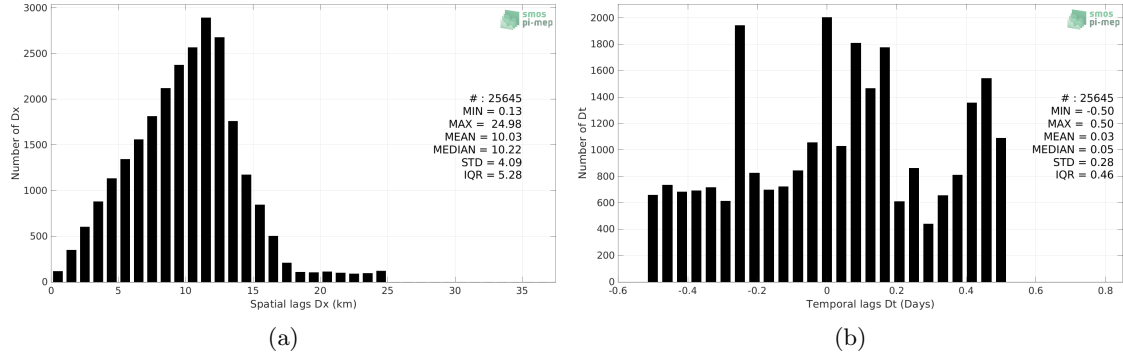 3000
2500
2000
1500
1000
500
0
Number of Dx
0 5 10 15 20 25 30 35
Spatial lags Dx (km)
smos
pi-mep
# : 25645
MIN = 0.13
MAX = 24.98
MEAN = 10.03
MEDIAN = 10.22
STD = 4.09
IQR = 5.28
(a)
2000
1800
1600
1400
1200
1000
800
600
400
200
0
Number of Dt
-0.6 -0.4 -0.2 0 0.2 0.4 0.6 0.8
Temporal lags Dt (Days)
smos
pi-mep
# : 25645
MIN = -0.50
MAX = 0.50
MEAN = 0.03
MEDIAN = 0.05
STD = 0.28
IQR = 0.46
(b)